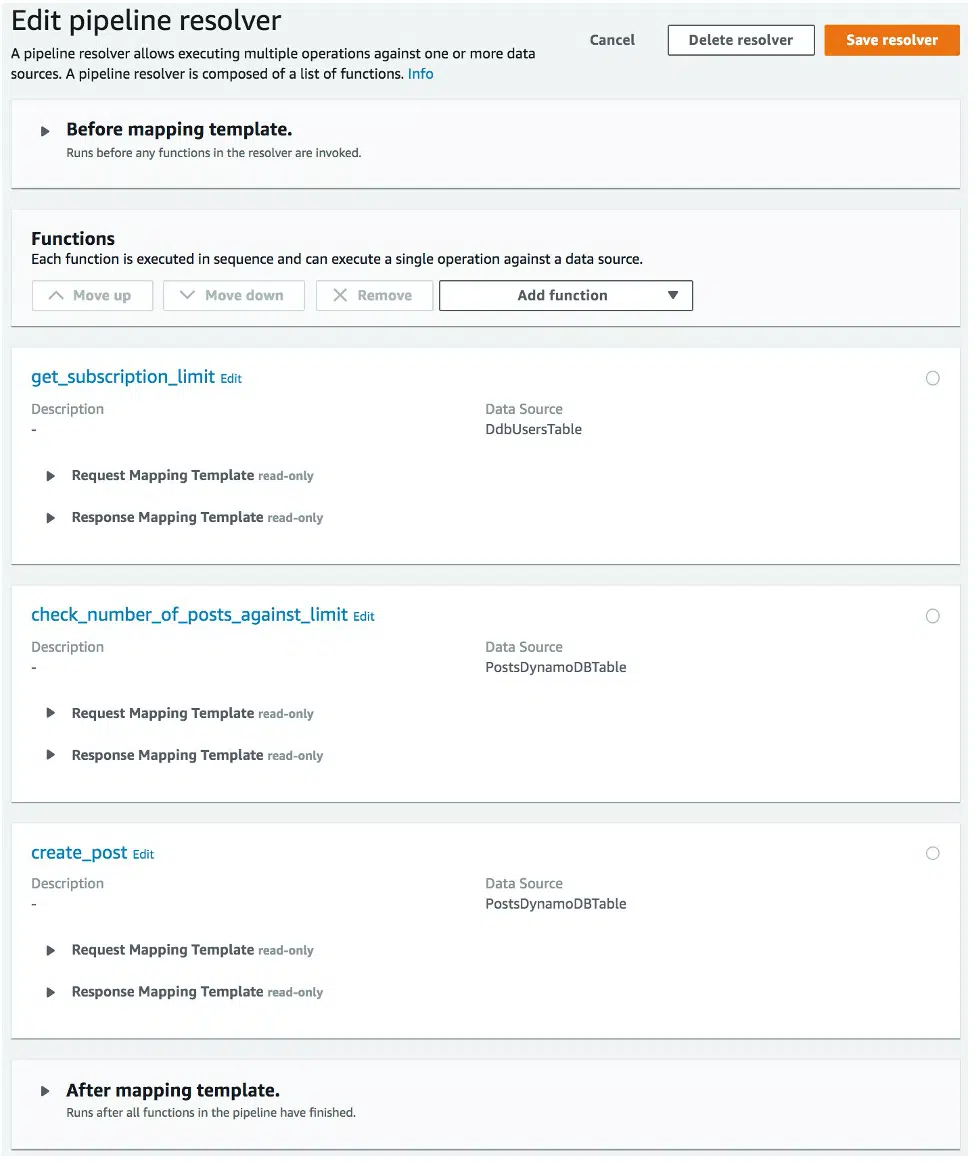 Edit pipeline resolver
A pipeline resolver allows executing multiple operations against one or more data
sources. A pipeline resolver is composed of a list of functions. Info
Cancel
Delete resolver
Save resolver
Before mapping template.
Runs before any functions in the resolver are invoked.
Functions
Each function is executed in sequence and can execute a single operation against a data source.
Move up
Move down
Remove
Add function
get_subscription_limit Edit
Description
-
Data Source
DdbUsersTable
Request Mapping Template read-only
Response Mapping Template read-only
check_number_of_posts_against_limit Edit
Description
-
Data Source
PostsDynamoDBTable
Request Mapping Template read-only
Response Mapping Template read-only
create_post Edit
Description
-
Data Source
PostsDynamoDBTable
Request Mapping Template read-only
Response Mapping Template read-only
After mapping template.
Runs after all functions in the pipeline have finished.